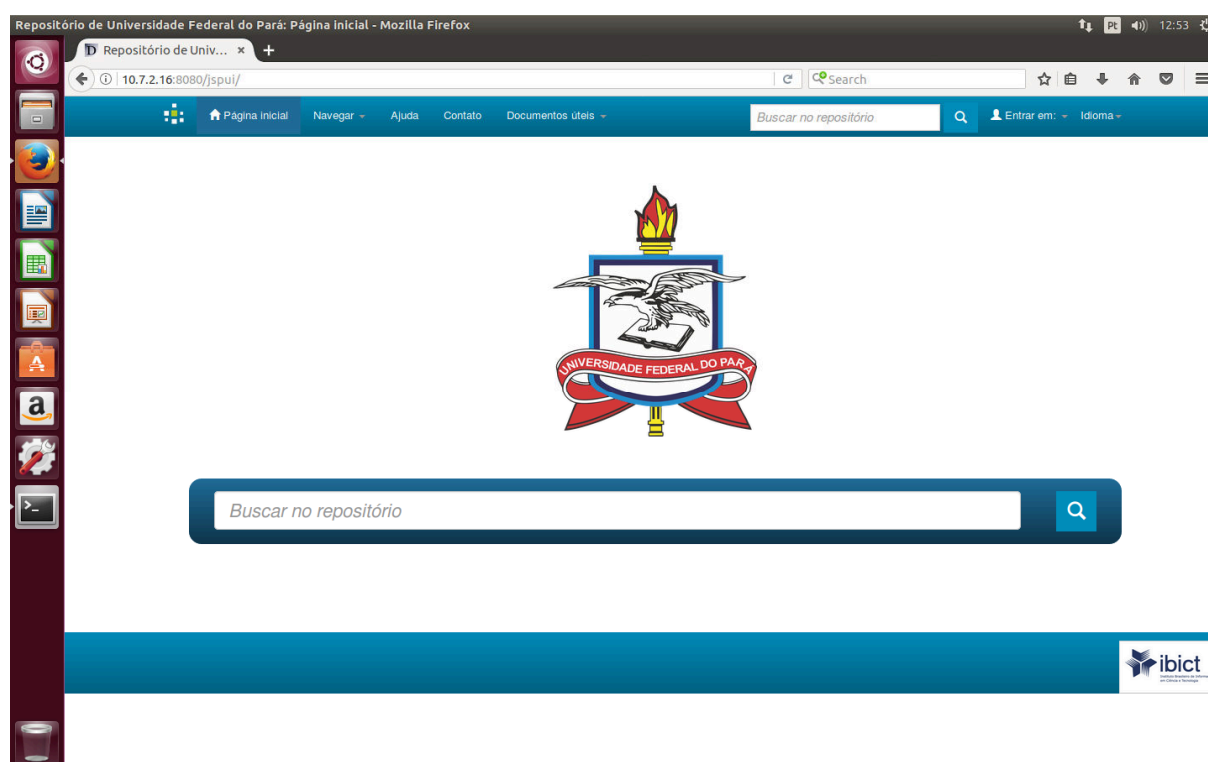 Repositório de Universidade Federal do Pará: Página inicial - Mozilla Firefox
Pt 12:53
Repositório de Univ... × +
10.7.2.16:8080/jspui/
Search
Página inicial Navegar Ajuda Contato Documentos úteis Buscar no repositório Entrar em: Idioma
UNIVERSIDADE FEDERAL DO PARÁ
Buscar no repositório
ibict